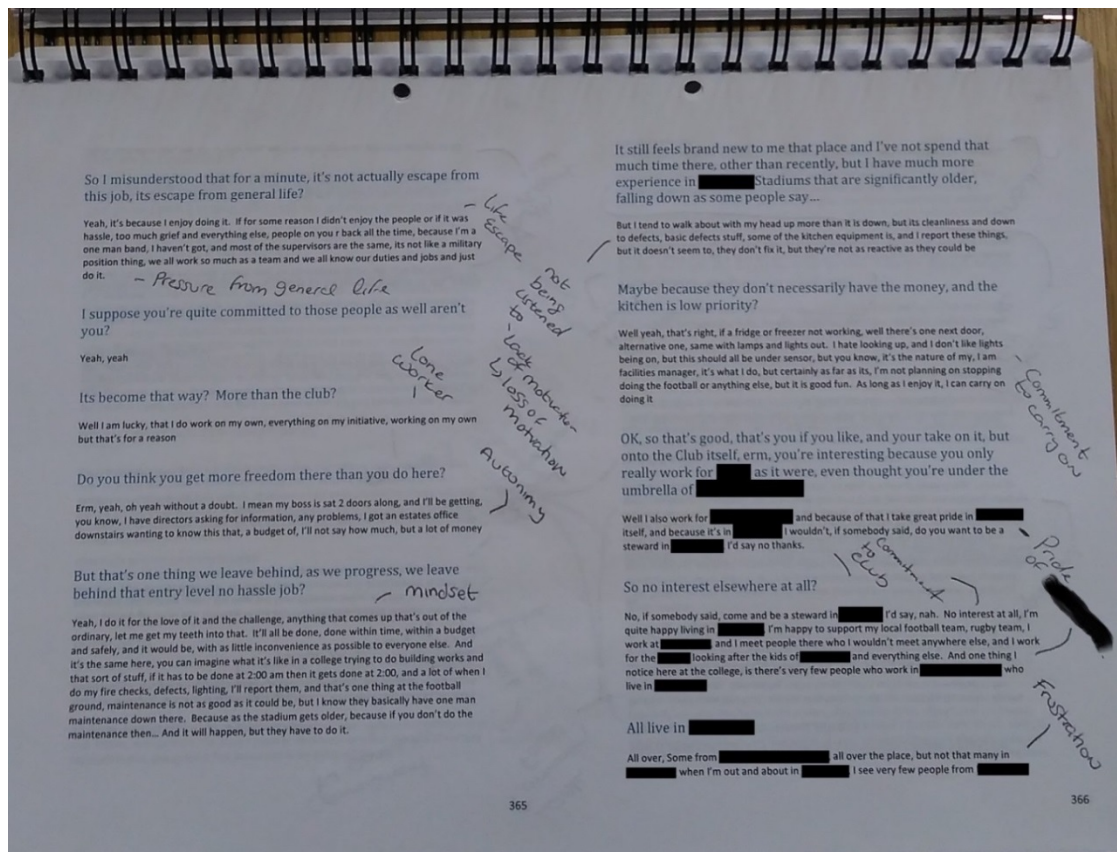 So I misunderstood that for a minute, it's not actually escape from
this job, its escape from general life?
Yeah, it's because I enjoy doing it. If for some reason I didn't enjoy the people or if it was
hassle, too much grief and everything else, people on you r back all the time, because I'm a
one man band, I haven't got, and most of the supervisors are the same, its not like a military
position thing, we all work so much as a team and we all know our duties and jobs and just
do it.
- Pressure from general life
- Life
Escape
I suppose you're quite committed to those people as well aren't
you?
Yeah, yeah
not
being
listened
to
- Lack of motivation
↳ loss of
motivation
Lone
worker
Its become that way? More than the club?
Well I am lucky, that I do work on my own, everything on my initiative, working on my own
but that's for a reason
Autonimy
Do you think you get more freedom there than you do here?
Erm, yeah, oh yeah without a doubt. I mean my boss is sat 2 doors along, and I'll be getting,
you know, I have directors asking for information, any problems, I got an estates office
downstairs wanting to know this that, a budget of, I'll not say how much, but a lot of money
But that's one thing we leave behind, as we progress, we leave
behind that entry level no hassle job?
- mindset
Yeah, I do it for the love of it and the challenge, anything that comes up that's out of the
ordinary, let me get my teeth into that. It'll all be done, done within time, within a budget
and safely, and it would be, with as little inconvenience as possible to everyone else. And
it's the same here, you can imagine what it's like in a college trying to do building works and
that sort of stuff, if it has to be done at 2:00 am then it gets done at 2:00, and a lot of when I
do my fire checks, defects, lighting, I'll report them, and that's one thing at the football
ground, maintenance is not as good as it could be, but I know they basically have one man
maintenance down there. Because as the stadium gets older, because if you don't do the
maintenance then... And it will happen, but they have to do it.
365
It still feels brand new to me that place and I've not spend that
much time there, other than recently, but I have much more
experience in Stadiums that are significantly older,
falling down as some people say...
But I tend to walk about with my head up more than it is down, but its cleanliness and down
to defects, basic defects stuff, some of the kitchen equipment is, and I report these things,
but it doesn't seem to, they don't fix it, but they're not as reactive as they could be
Maybe because they don't necessarily have the money, and the
kitchen is low priority?
Well yeah, that's right, if a fridge or freezer not working, well there's one next door,
alternative one, same with lamps and lights out. I hate looking up, and I don't like lights
being on, but this should all be under sensor, but you know, it's the nature of my, I am
facilities manager, it's what I do, but certainly as far as its, I'm not planning on stopping
doing the football or anything else, but it is good fun. As long as I enjoy it, I can carry on
doing it
- Commitment
to carry on
OK, so that's good, that's you if you like, and your take on it, but
onto the Club itself, erm, you're interesting because you only
really work for as it were, even thought you're under the
umbrella of
Well I also work for and because of that I take great pride in
itself, and because it's in I wouldn't, if somebody said, do you want to be a
steward in I'd say no thanks.
- Pride
of
Commitment
to
club
So no interest elsewhere at all?
No, if somebody said, come and be a steward in I'd say, nah. No interest at all, I'm
quite happy living in I'm happy to support my local football team, rugby team, I
work at and I meet people there who I wouldn't meet anywhere else, and I work
for the looking after the kids of and everything else. And one thing I
notice here at the college, is there's very few people who work in who
live in
Frustration
All live in
All over, Some from all over the place, but not that many in
when I'm out and about in I see very few people from
366